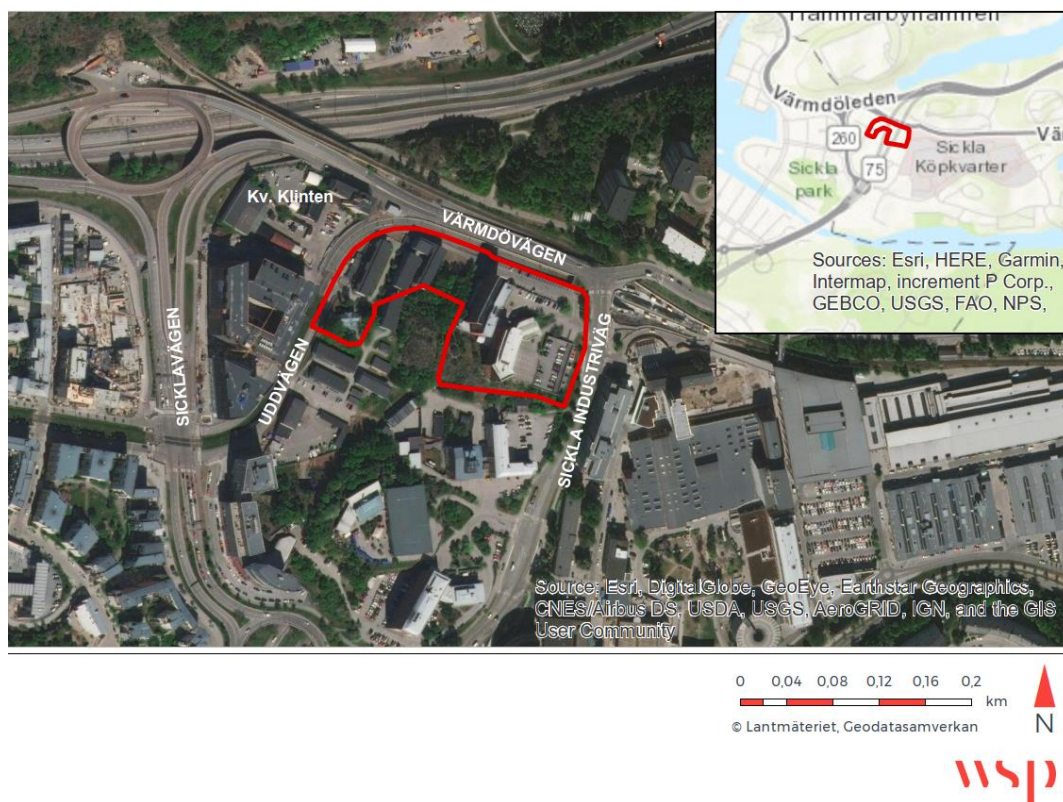 Hammarbyhamnen
Värmdöleden
Vä
260
Sickla
Köpkvarter
75
Sickla
park
Sources: Esri, HERE, Garmin,
Intermap, increment P Corp.,
GEBCO, USGS, FAO, NPS,
Kv. Klinten
VÄRMDÖVÄGEN
SICKLAVÄGEN
UDDVÄGEN
SICKLA INDUSTRIVÄG
Source: Esri, DigitalGlobe, GeoEye, Earthstar Geographics,
CNES/Airbus DS, USDA, USGS, AeroGRID, IGN, and the GIS
User Community
0 0,04 0,08 0,12 0,16 0,2
km
© Lantmäteriet, Geodatasamverkan
N
wsp